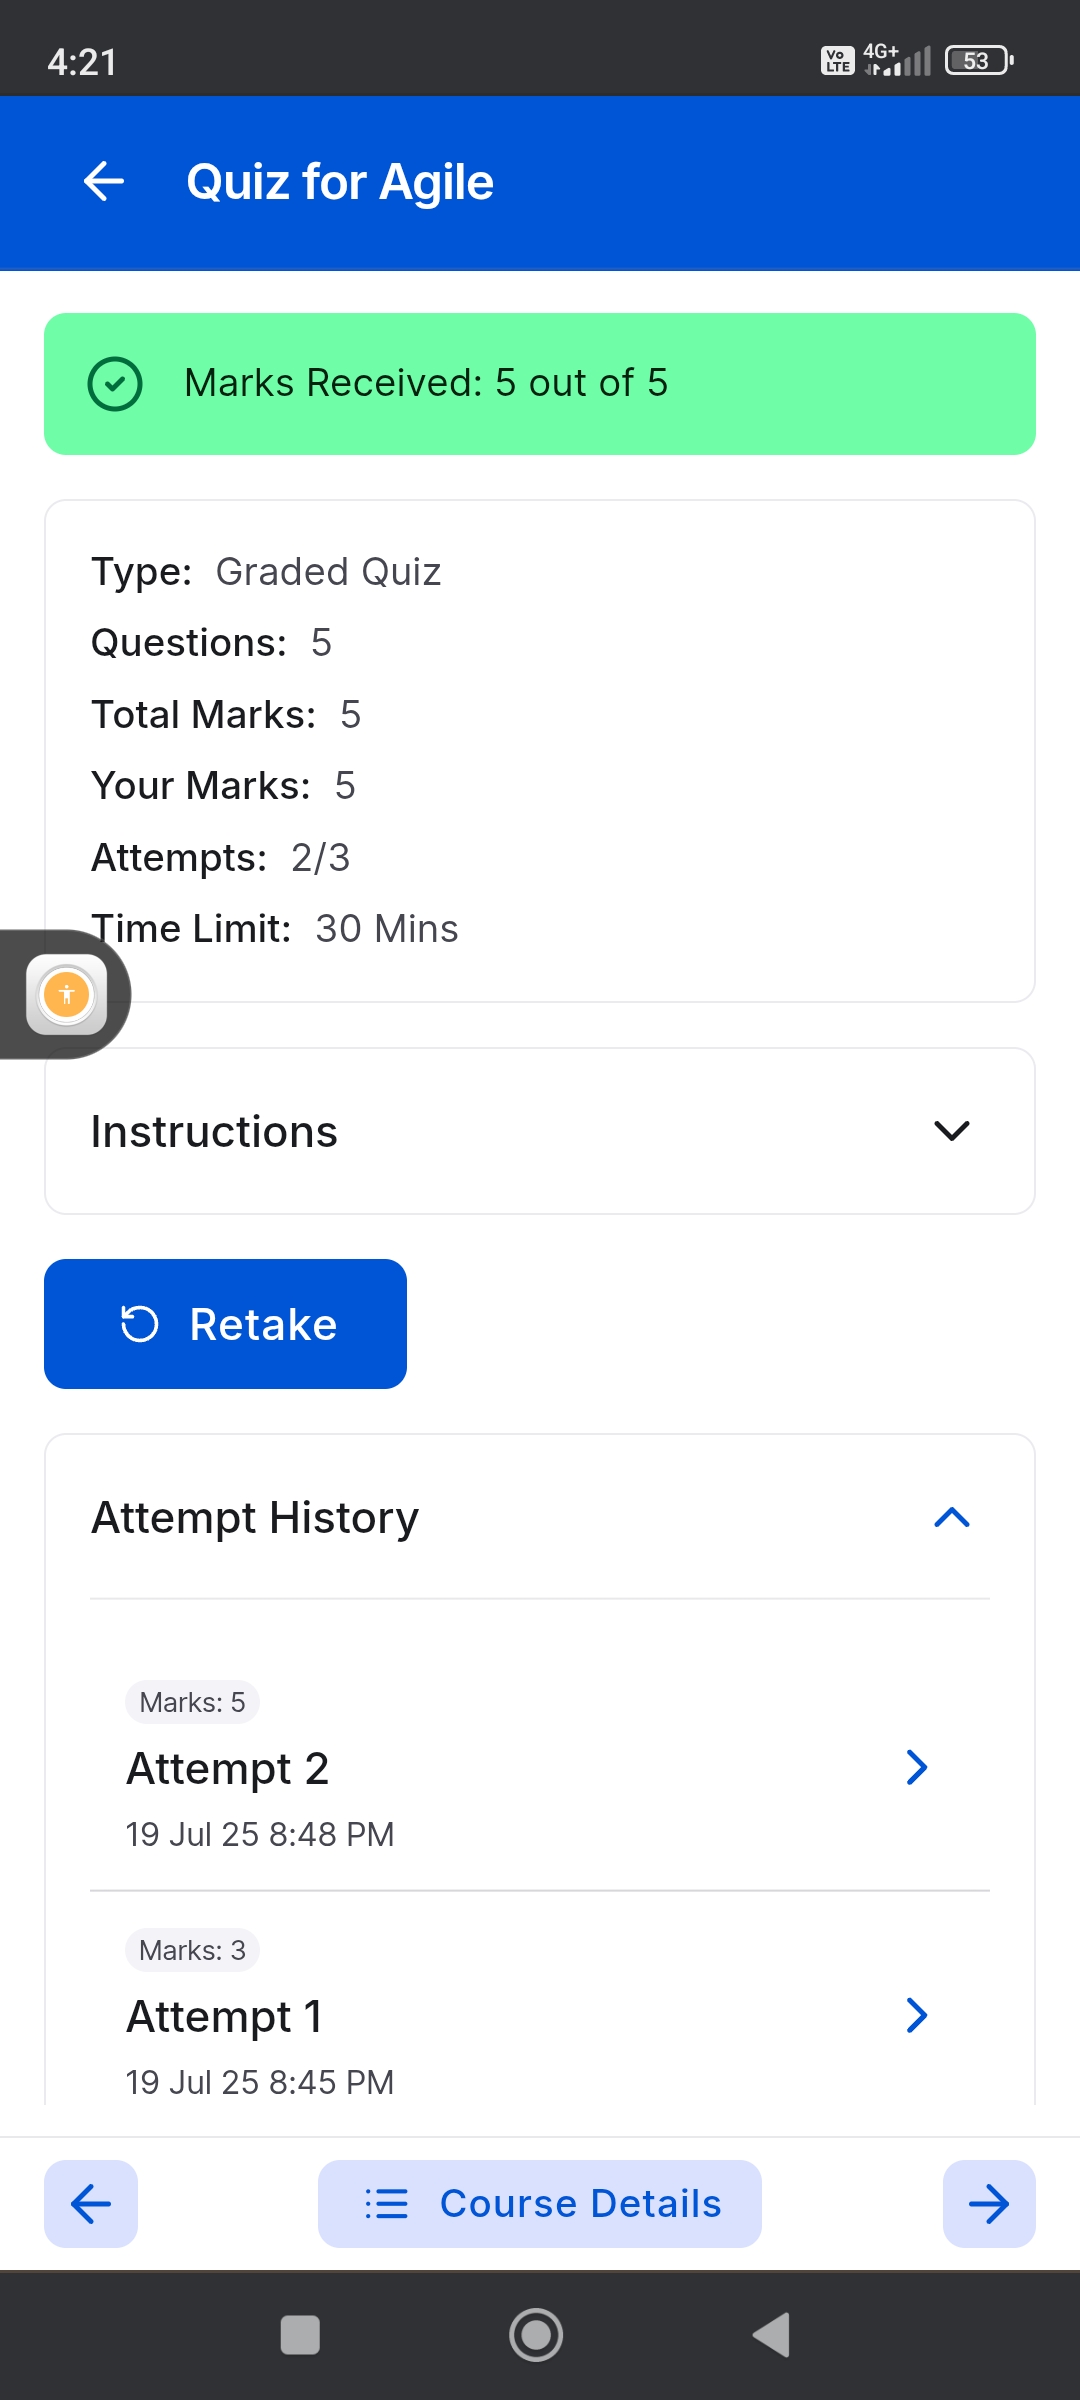 4:21
Vo LTE 4G+ 53
Quiz for Agile
Marks Received: 5 out of 5
Type: Graded Quiz
Questions: 5
Total Marks: 5
Your Marks: 5
Attempts: 2/3
Time Limit: 30 Mins
Instructions
Retake
Attempt History
Marks: 5
Attempt 2
19 Jul 25 8:48 PM
Marks: 3
Attempt 1
19 Jul 25 8:45 PM
Course Details